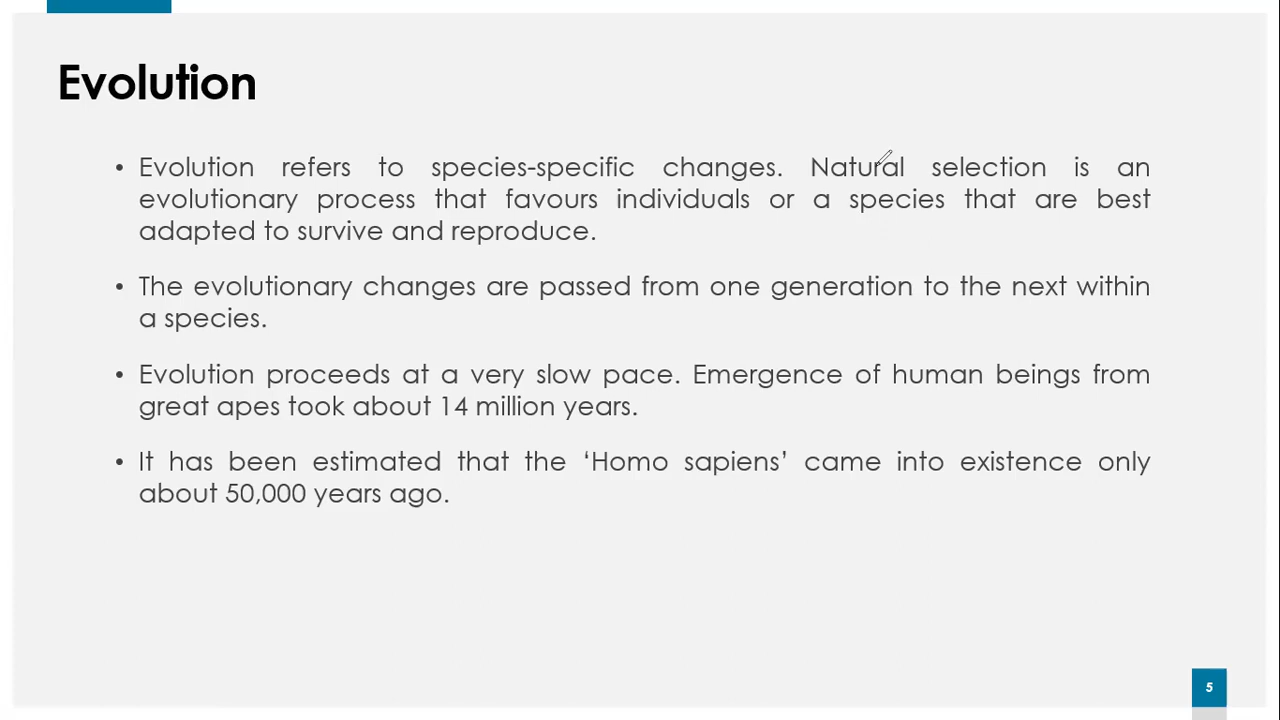 Evolution
• Evolution refers to species-specific changes. Natural selection is an
evolutionary process that favours individuals or a species that are best
adapted to survive and reproduce.
• The evolutionary changes are passed from one generation to the next within
a species.
• Evolution proceeds at a very slow pace. Emergence of human beings from
great apes took about 14 million years.
• It has been estimated that the ‘Homo sapiens’ came into existence only
about 50,000 years ago.
5